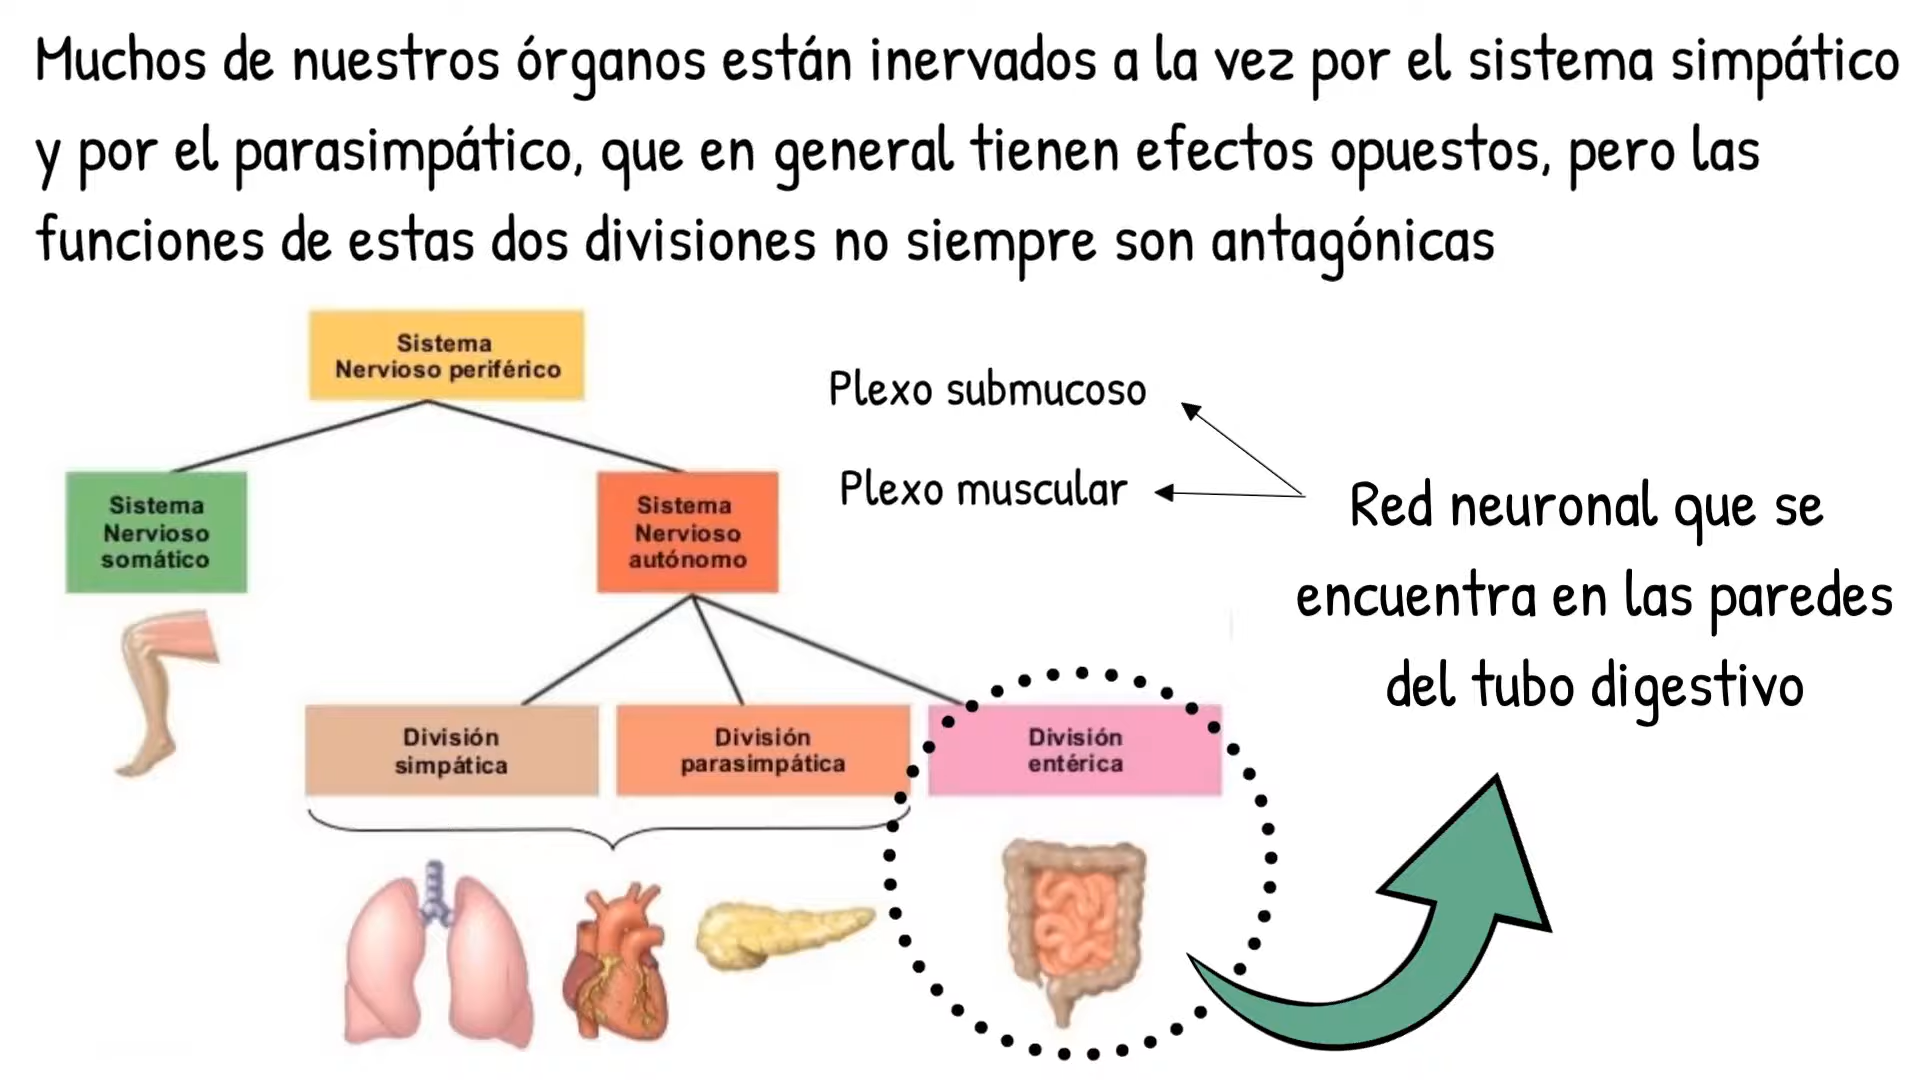 Muchos de nuestros órganos están inervados a la vez por el sistema simpático
y por el parasimpático, que en general tienen efectos opuestos, pero las
funciones de estas dos divisiones no siempre son antagónicas
Sistema
Nervioso periférico
Plexo submucoso
Plexo muscular
Sistema
Nervioso
somático
Sistema
Nervioso
autónomo
Red neuronal que se
encuentra en las paredes
del tubo digestivo
División
simpática
División
parasimpática
División
entérica